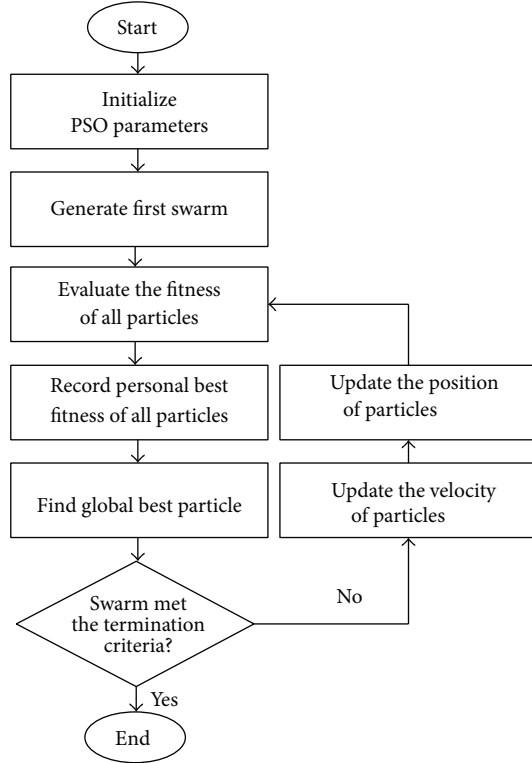 Start
Initialize
PSO parameters
Generate first swarm
Evaluate the fitness
of all particles
Record personal best
fitness of all particles
Find global best particle
Swarm met
the termination
criteria?
Yes
End
No
Update the velocity
of particles
Update the position
of particles